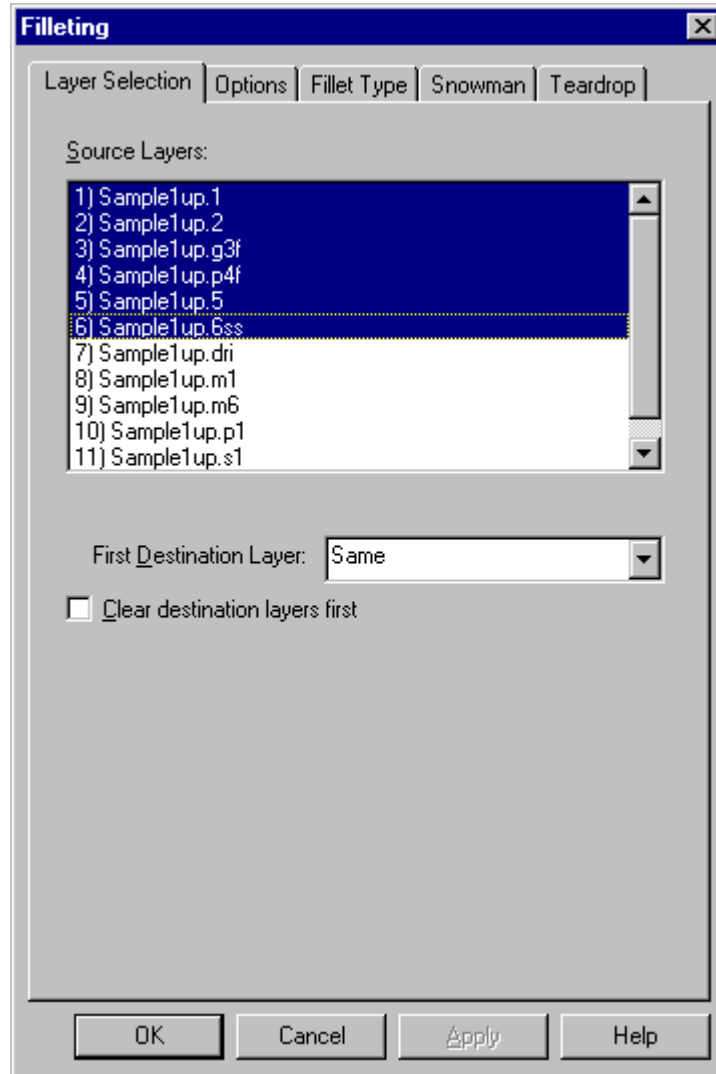 Filleting
Layer Selection Options Fillet Type Snowman Teardrop
Source Layers:
1) Sample1up.1
2) Sample1up.2
3) Sample1up.g3f
4) Sample1up.p4f
5) Sample1up.5
6) Sample1up.6ss
7) Sample1up.dri
8) Sample1up.m1
9) Sample1up.m6
10) Sample1up.p1
11) Sample1up.s1
First Destination Layer: Same
Clear destination layers first
OK Cancel Apply Help